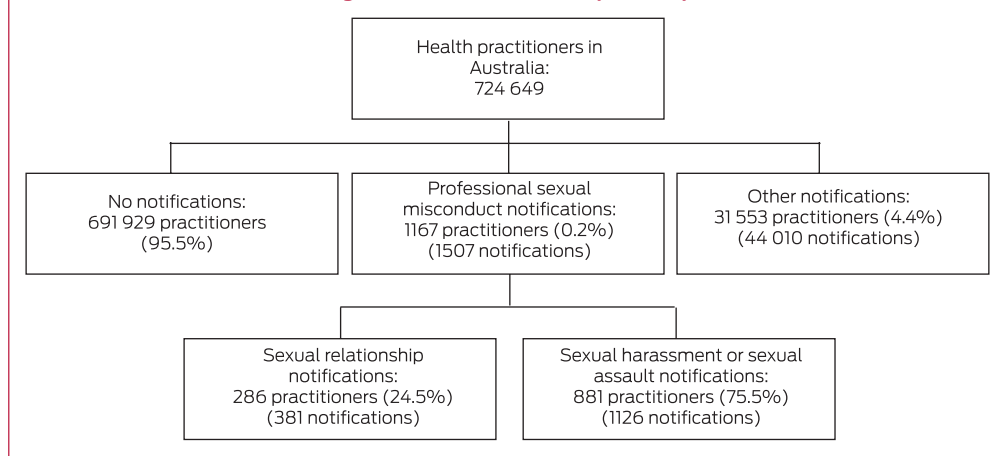 Health practitioners in
Australia:
724 649
No notifications:
691 929 practitioners
(95.5%)
Professional sexual
misconduct notifications:
1167 practitioners (0.2%)
(1507 notifications)
Other notifications:
31 553 practitioners (4.4%)
(44 010 notifications)
Sexual relationship
notifications:
286 practitioners (24.5%)
(381 notifications)
Sexual harassment or sexual
assault notifications:
881 practitioners (75.5%)
(1126 notifications)